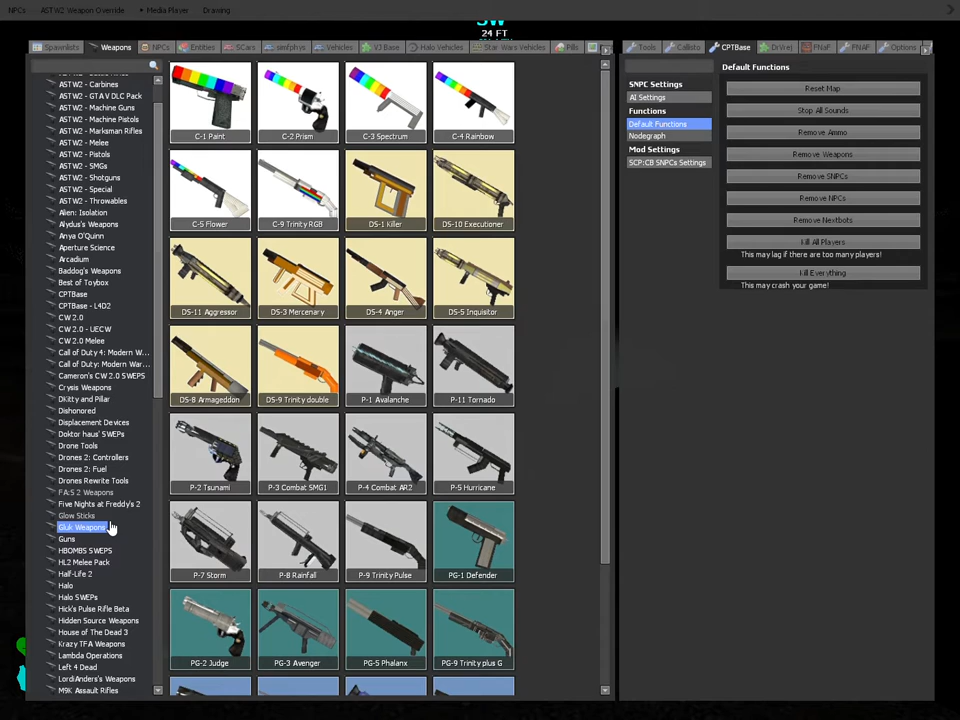 NPCs ASTW2 Weapon Override • Media Player Drawing
SW
24 FT
Spawnlists Weapons NPCs Entities SCars simfphys Vehicles VJ Base Halo Vehicles Star Wars Vehicles Pills
Tools Callisto CPTBase DrVrej FNaF FNAF Options
ASTW2 - Carbines
ASTW2 - GTA V DLC Pack
ASTW2 - Machine Guns
ASTW2 - Machine Pistols
ASTW2 - Marksman Rifles
ASTW2 - Melee
ASTW2 - Pistols
ASTW2 - SMGs
ASTW2 - Shotguns
ASTW2 - Special
ASTW2 - Throwables
Alien: Isolation
Alydus's Weapons
Anya O'Quinn
Aperture Science
Arcadium
Baddog's Weapons
Best of Toybox
CPTBase
CPTBase - L4D2
CW 2.0
CW 2.0 - UECW
CW 2.0 Melee
Call of Duty 4: Modern W...
Call of Duty: Modern War...
Cameron's CW 2.0 SWEPS
Crysis Weapons
DKitty and Pillar
Dishonored
Displacement Devices
Doktor haus' SWEPs
Drone Tools
Drones 2: Controllers
Drones 2: Fuel
Drones Rewrite Tools
FA:S 2 Weapons
Five Nights at Freddy's 2
Glow Sticks
Gluk Weapons
Guns
HBOMBS SWEPS
HL2 Melee Pack
Half-Life 2
Halo
Halo SWEPs
Hick's Pulse Rifle Beta
Hidden Source Weapons
House of The Dead 3
Krazy TFA Weapons
Lambda Operations
Left 4 Dead
LordiAnders's Weapons
M9K Assault Rifles
C-1 Paint C-2 Prism C-3 Spectrum C-4 Rainbow
C-5 Flower C-9 Trinity RGB DS-1 Killer DS-10 Executioner
DS-11 Aggressor DS-3 Mercenary DS-4 Anger DS-5 Inquisitor
DS-8 Armageddon DS-9 Trinity double P-1 Avalanche P-11 Tornado
P-2 Tsunami P-3 Combat SMG1 P-4 Combat AR2 P-5 Hurricane
P-7 Storm P-8 Rainfall P-9 Trinity Pulse PG-1 Defender
PG-2 Judge PG-3 Avenger PG-5 Phalanx PG-9 Trinity plus G
SNPC Settings
AI Settings
Functions
Default Functions
Nodegraph
Mod Settings
SCP:CB SNPCs Settings
Default Functions
Reset Map
Stop All Sounds
Remove Ammo
Remove Weapons
Remove SNPCs
Remove NPCs
Remove Nextbots
Kill All Players
This may lag if there are too many players!
Kill Everything
This may crash your game!